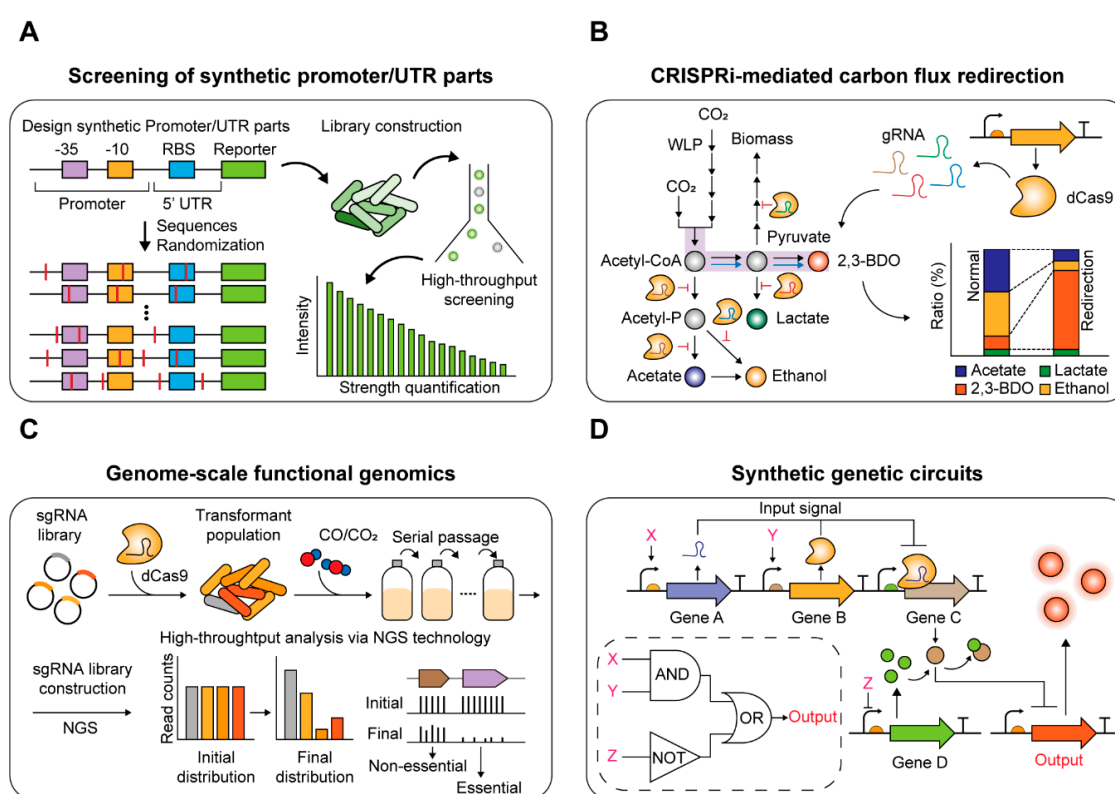 A
Screening of synthetic promoter/UTR parts
Design synthetic Promoter/UTR parts
-35
-10
RBS
Reporter
Promoter
5' UTR
Sequences
Randomization
Library construction
High-throughput
screening
Intensity
Strength quantification
B
CRISPRi-mediated carbon flux redirection
CO₂
WLP
CO₂
Biomass
Pyruvate
Acetyl-CoA
2,3-BDO
Acetyl-P
Lactate
Acetate
Ethanol
gRNA
dCas9
Ratio (%)
Normal
Redirection
Acetate
Lactate
2,3-BDO
Ethanol
C
Genome-scale functional genomics
sgRNA
library
dCas9
Transformant
population
CO/CO₂
Serial passage
High-throughtput analysis via NGS technology
sgRNA library
construction
NGS
Read counts
Initial
distribution
Final
distribution
Initial
Final
Non-essential
Essential
D
Synthetic genetic circuits
Input signal
X
Y
Gene A
Gene B
Gene C
X
Y
AND
Z
NOT
OR
Output
Z
Gene D
Output